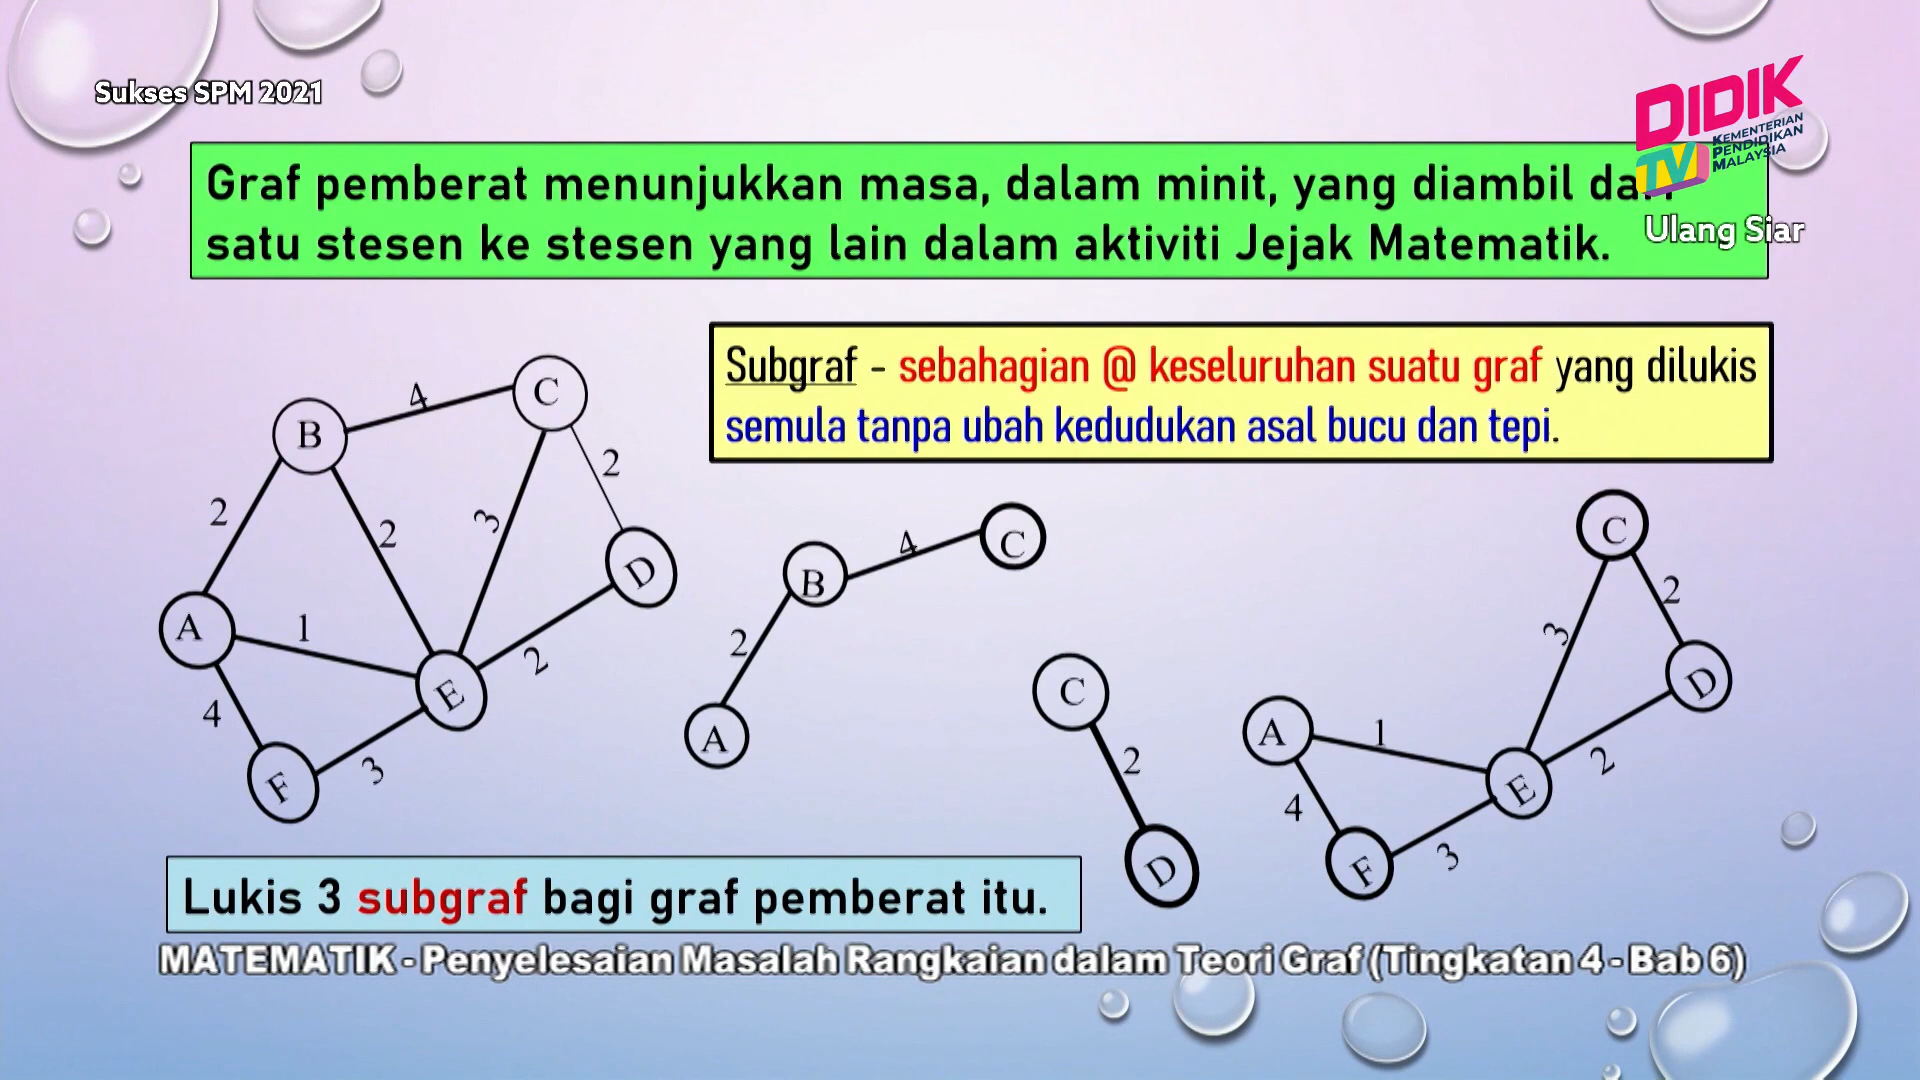 Sukses SPM 2021
DIDIK
TV
KEMENTERIAN
PENDIDIKAN
MALAYSIA
Ulang Siar
Graf pemberat menunjukkan masa, dalam minit, yang diambil dari
satu stesen ke stesen yang lain dalam aktiviti Jejak Matematik.
Subgraf - sebahagian @ keseluruhan suatu graf yang dilukis
semula tanpa ubah kedudukan asal bucu dan tepi.
4
C
B
2
2
2
3
D
A
1
E
2
4
F
3
C
4
B
2
A
C
2
D
C
2
3
D
A
1
E
2
4
F
3
Lukis 3 subgraf bagi graf pemberat itu.
MATEMATIK - Penyelesaian Masalah Rangkaian dalam Teori Graf (Tingkatan 4 - Bab 6)